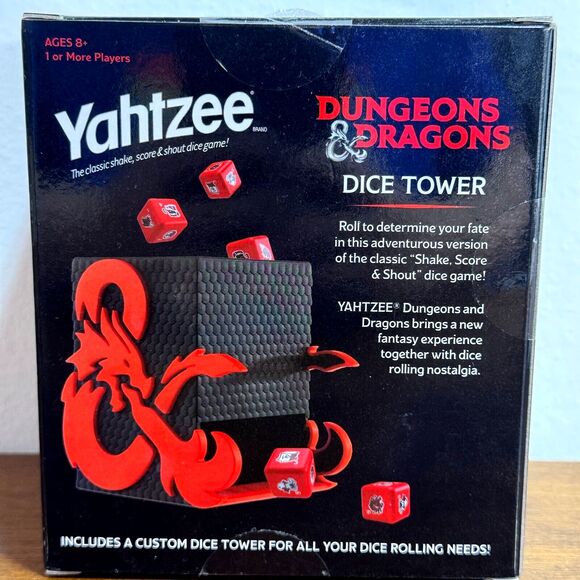 AGES 8+
1 or More Players
Yahtzee®
BRAND
The classic shake, score & shout dice game!
DUNGEONS
& DRAGONS
DICE TOWER
Roll to determine your fate
in this adventurous version
of the classic “Shake, Score
& Shout” dice game!
YAHTZEE® Dungeons and
Dragons brings a new
fantasy experience
together with dice
rolling nostalgia.
INCLUDES A CUSTOM DICE TOWER FOR ALL YOUR DICE ROLLING NEEDS!